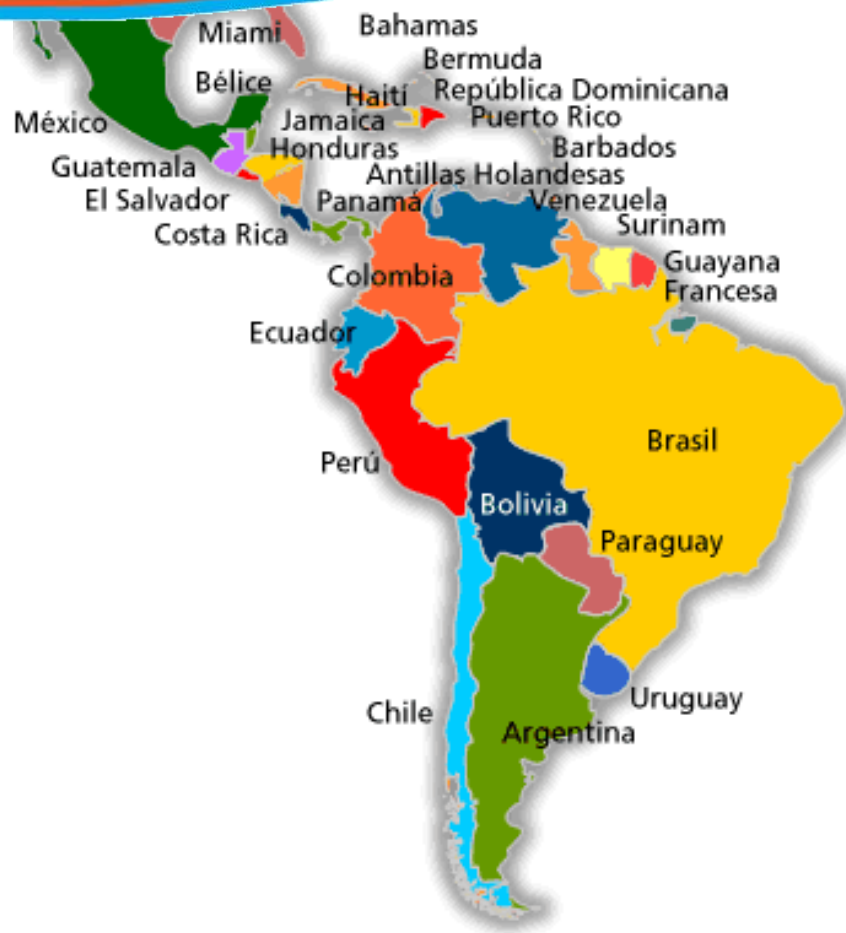 Miami
Bahamas
Bermuda
Bélice
Haití
República Dominicana
México
Jamaica
Puerto Rico
Honduras
Barbados
Guatemala
Antillas Holandesas
El Salvador
Panamá
Venezuela
Costa Rica
Surinam
Colombia
Guayana
Francesa
Ecuador
Brasil
Perú
Bolivia
Paraguay
Uruguay
Chile
Argentina